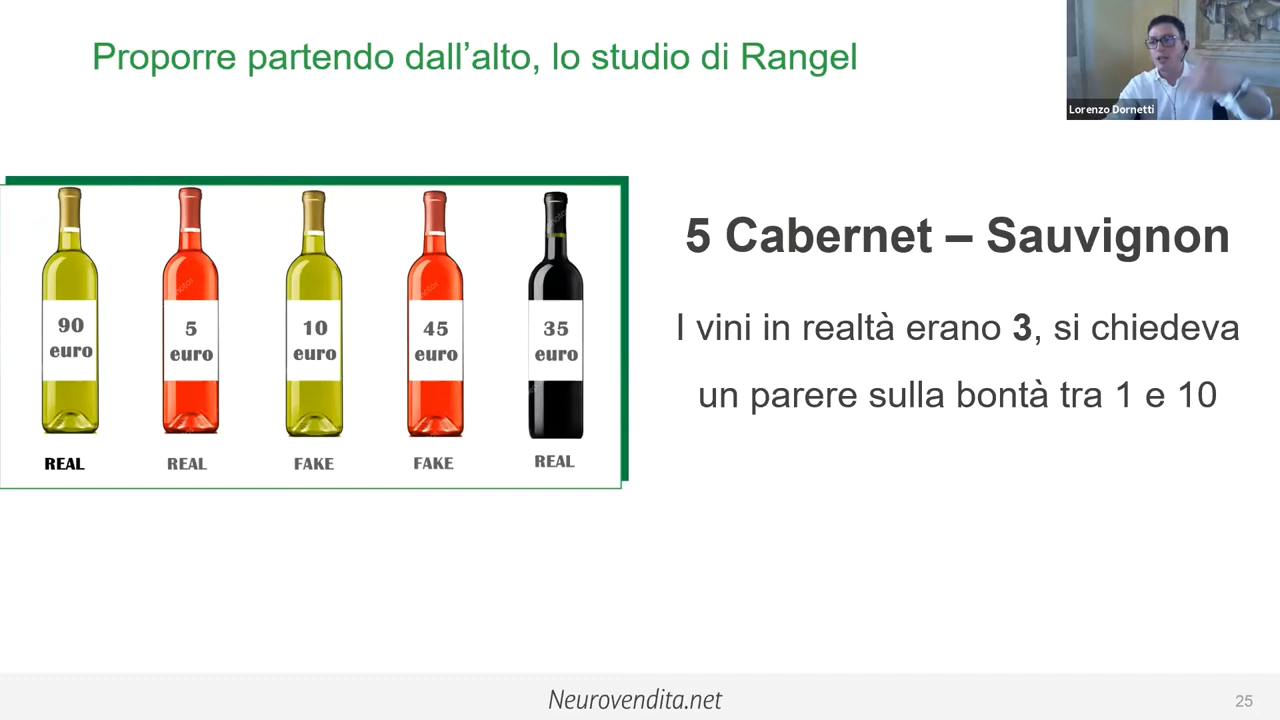 Proporre partendo dall’alto, lo studio di Rangel
Lorenzo Dornetti
90
euro
5
euro
10
euro
45
euro
35
euro
REAL
REAL
FAKE
FAKE
REAL
5 Cabernet – Sauvignon
I vini in realtà erano 3, si chiedeva
un parere sulla bontà tra 1 e 10
Neurovendita.net
25